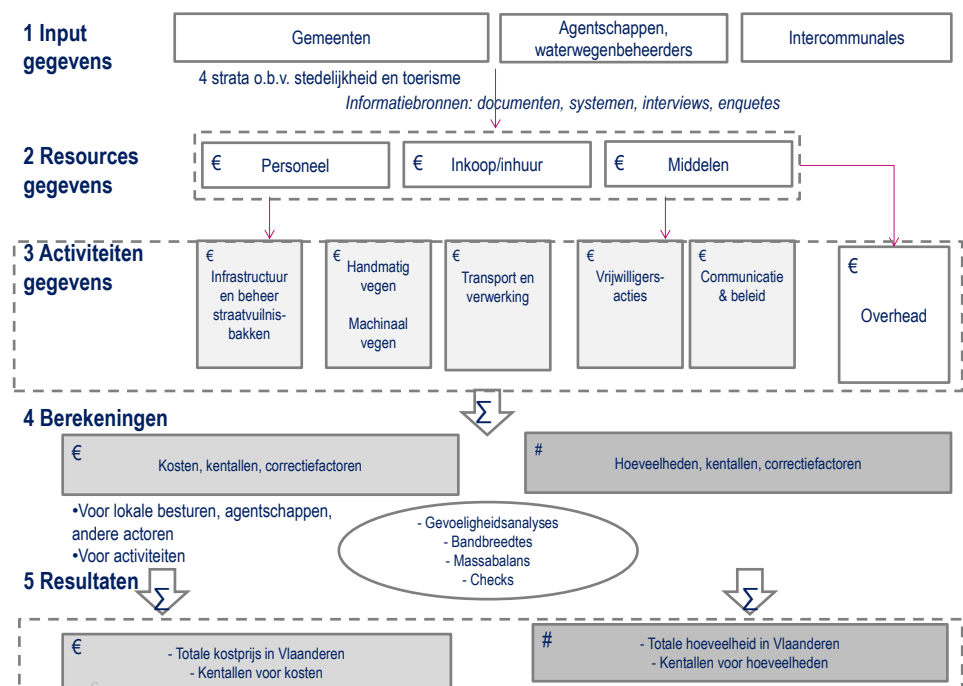 1 Input
gegevens
Gemeenten
Agentschappen,
waterwegenbeheerders
Intercommunales
4 strata o.b.v. stedelijkheid en toerisme
Informatiebronnen: documenten, systemen, interviews, enquetes
2 Resources
gegevens
€ Personeel
€ Inkoop/inhuur
€ Middelen
3 Activiteiten
gegevens
€
Infrastructuur
en beheer
straatvuilnis-
bakken
€ Handmatig
vegen
Machinaal
vegen
€
Transport en
verwerking
€
Vrijwilligers-
acties
€
Communicatie
& beleid
€
Overhead
∑
4 Berekeningen
€
Kosten, kentallen, correctiefactoren
#
Hoeveelheden, kentallen, correctiefactoren
•Voor lokale besturen, agentschappen,
andere actoren
•Voor activiteiten
- Gevoeligheidsanalyses
- Bandbreedtes
- Massabalans
- Checks
5 Resultaten
∑
∑
€
- Totale kostprijs in Vlaanderen
- Kentallen voor kosten
#
- Totale hoeveelheid in Vlaanderen
- Kentallen voor hoeveelheden